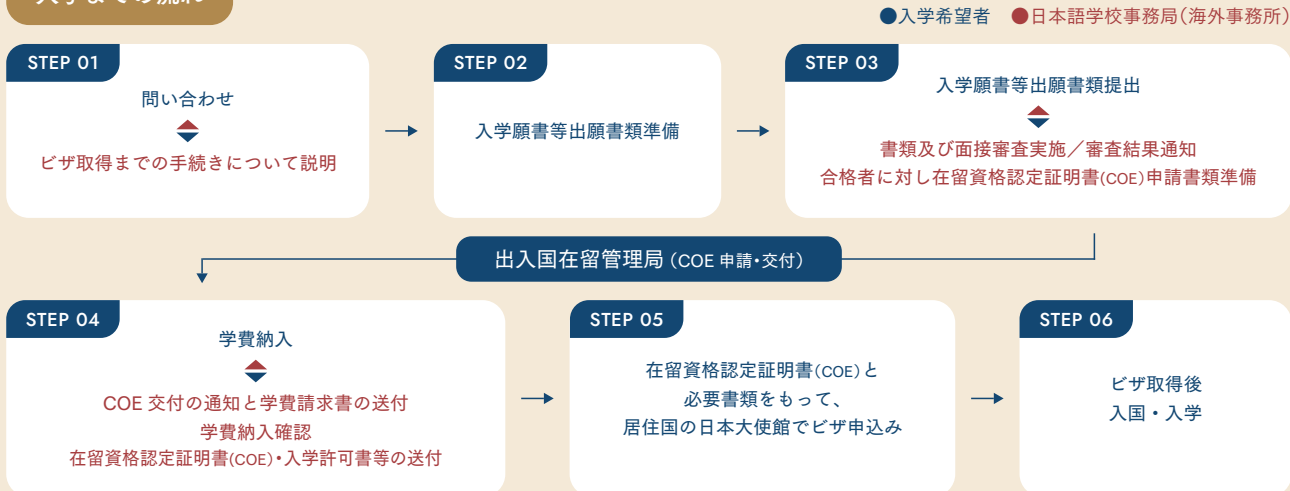 入学までの流れ
●入学希望者 ●日本語学校事務局(海外事務所)
STEP 01
問い合わせ
ビザ取得までの手続きについて説明
STEP 02
入学願書等出願書類準備
STEP 03
入学願書等出願書類提出
書類及び面接審査実施/審査結果通知
合格者に対し在留資格認定証明書(COE)申請書類準備
出入国在留管理局(COE 申請・交付)
STEP 04
学費納入
COE 交付の通知と学費請求書の送付
学費納入確認
在留資格認定証明書(COE)・入学許可書等の送付
STEP 05
在留資格認定証明書(COE)と
必要書類をもって、
居住国の日本大使館でビザ申込み
STEP 06
ビザ取得後
入国・入学